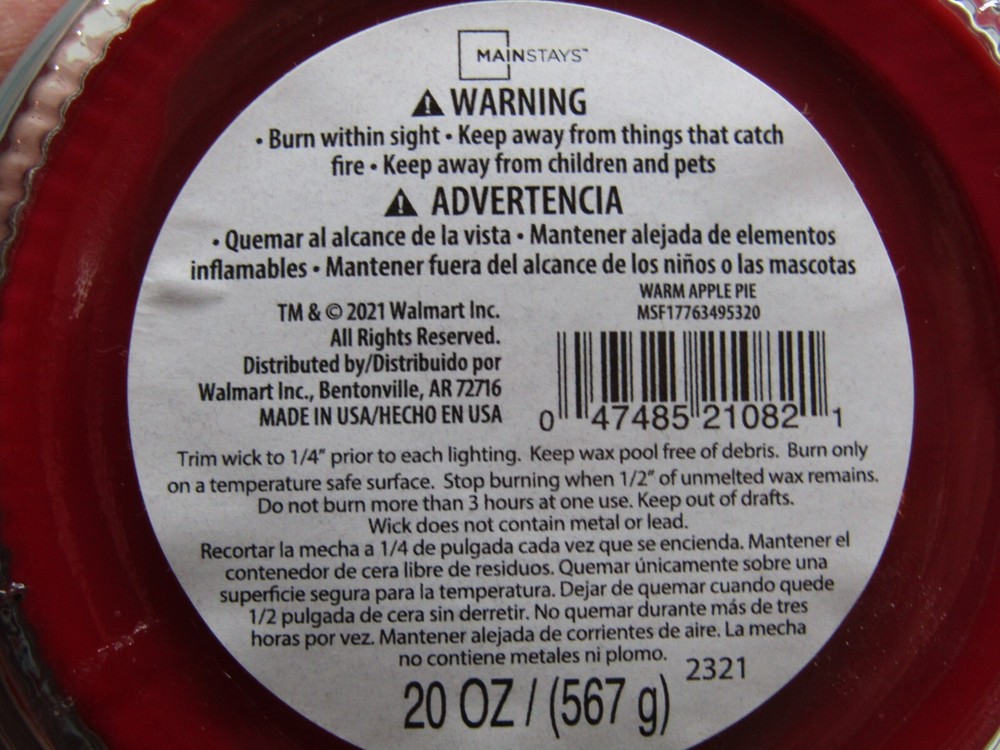 MAINSTAYS™
WARNING
• Burn within sight • Keep away from things that catch
fire • Keep away from children and pets
ADVERTENCIA
• Quemar al alcance de la vista • Mantener alejada de elementos
inflamables • Mantener fuera del alcance de los niños o las mascotas
WARM APPLE PIE
MSF17763495320
TM & © 2021 Walmart Inc.
All Rights Reserved.
Distributed by/Distribuido por
Walmart Inc., Bentonville, AR 72716
MADE IN USA/HECHO EN USA
0 47485 21082 1
Trim wick to 1/4” prior to each lighting. Keep wax pool free of debris. Burn only
on a temperature safe surface. Stop burning when 1/2” of unmelted wax remains.
Do not burn more than 3 hours at one use. Keep out of drafts.
Wick does not contain metal or lead.
Recortar la mecha a 1/4 de pulgada cada vez que se encienda. Mantener el
contenedor de cera libre de residuos. Quemar únicamente sobre una
superficie segura para la temperatura. Dejar de quemar cuando quede
1/2 pulgada de cera sin derretir. No quemar durante más de tres
horas por vez. Mantener alejada de corrientes de aire. La mecha
no contiene metales ni plomo.
2321
20 OZ / (567 g)